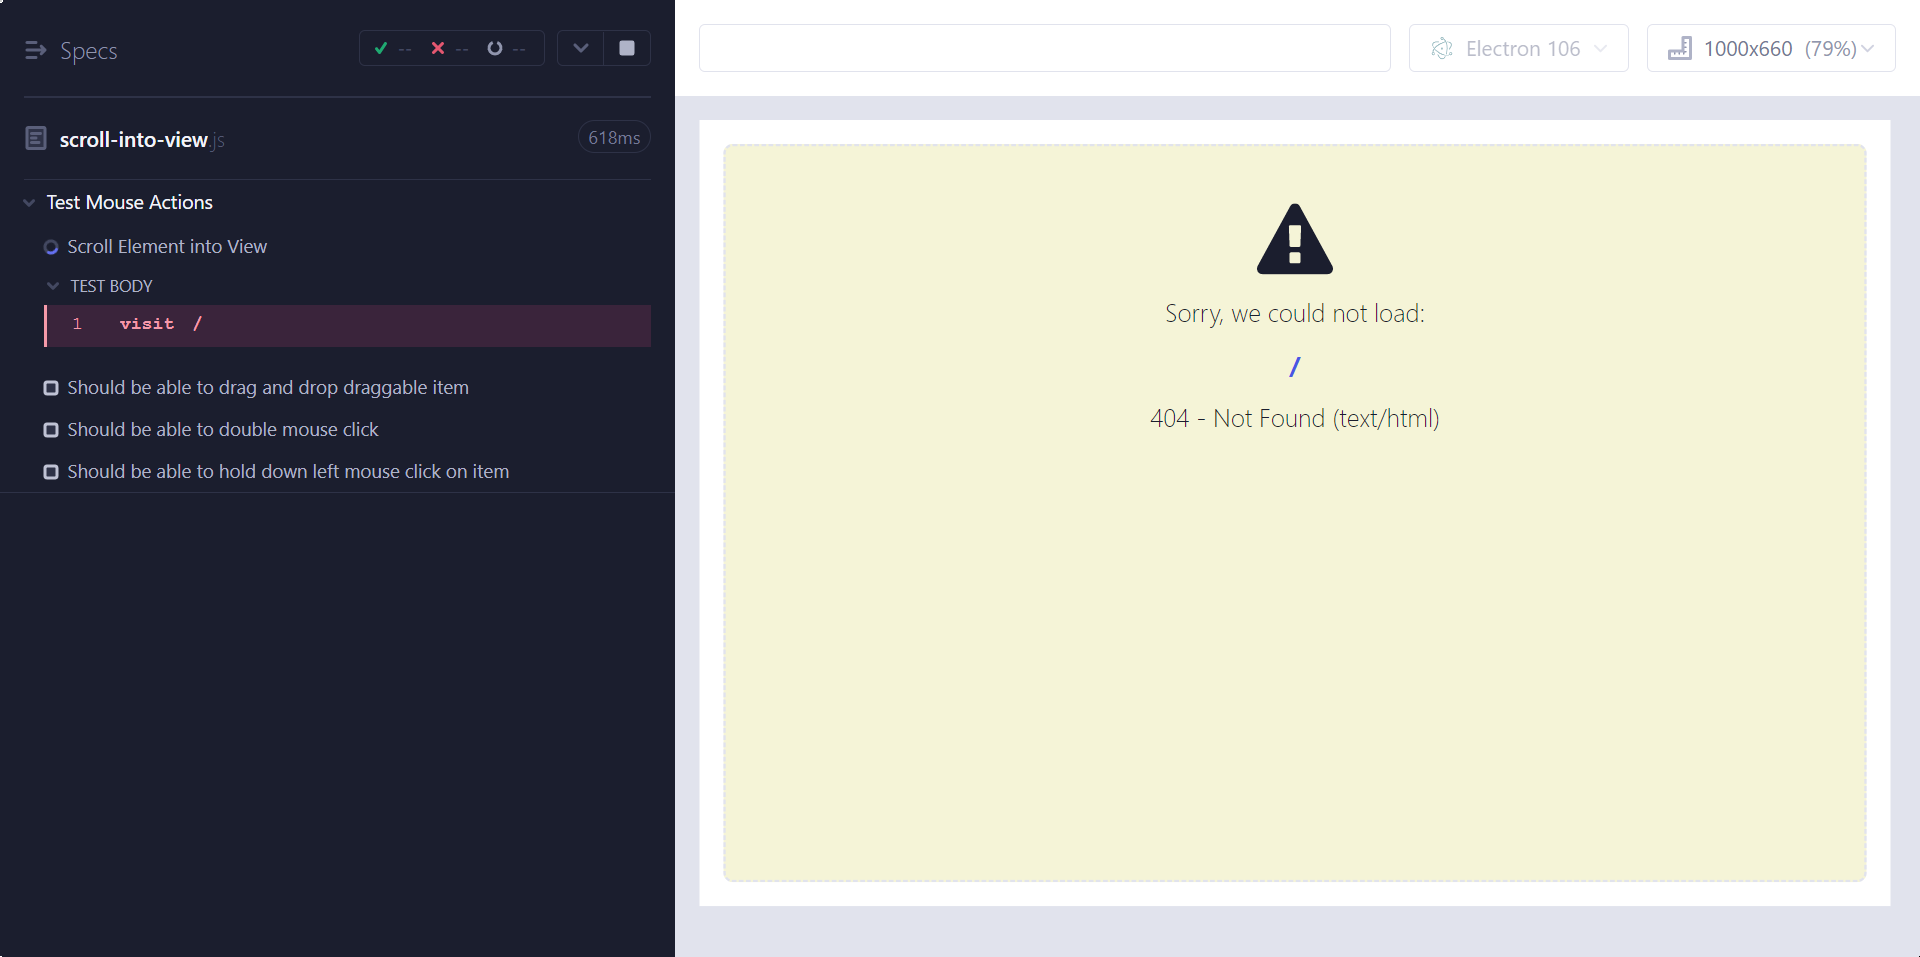 Specs
--
--
--
scroll-into-view.js
618ms
Test Mouse Actions
Scroll Element into View
TEST BODY
1 visit /
Should be able to drag and drop draggable item
Should be able to double mouse click
Should be able to hold down left mouse click on item
Electron 106
1000x660 (79%)
Sorry, we could not load:
/
404 - Not Found (text/html)